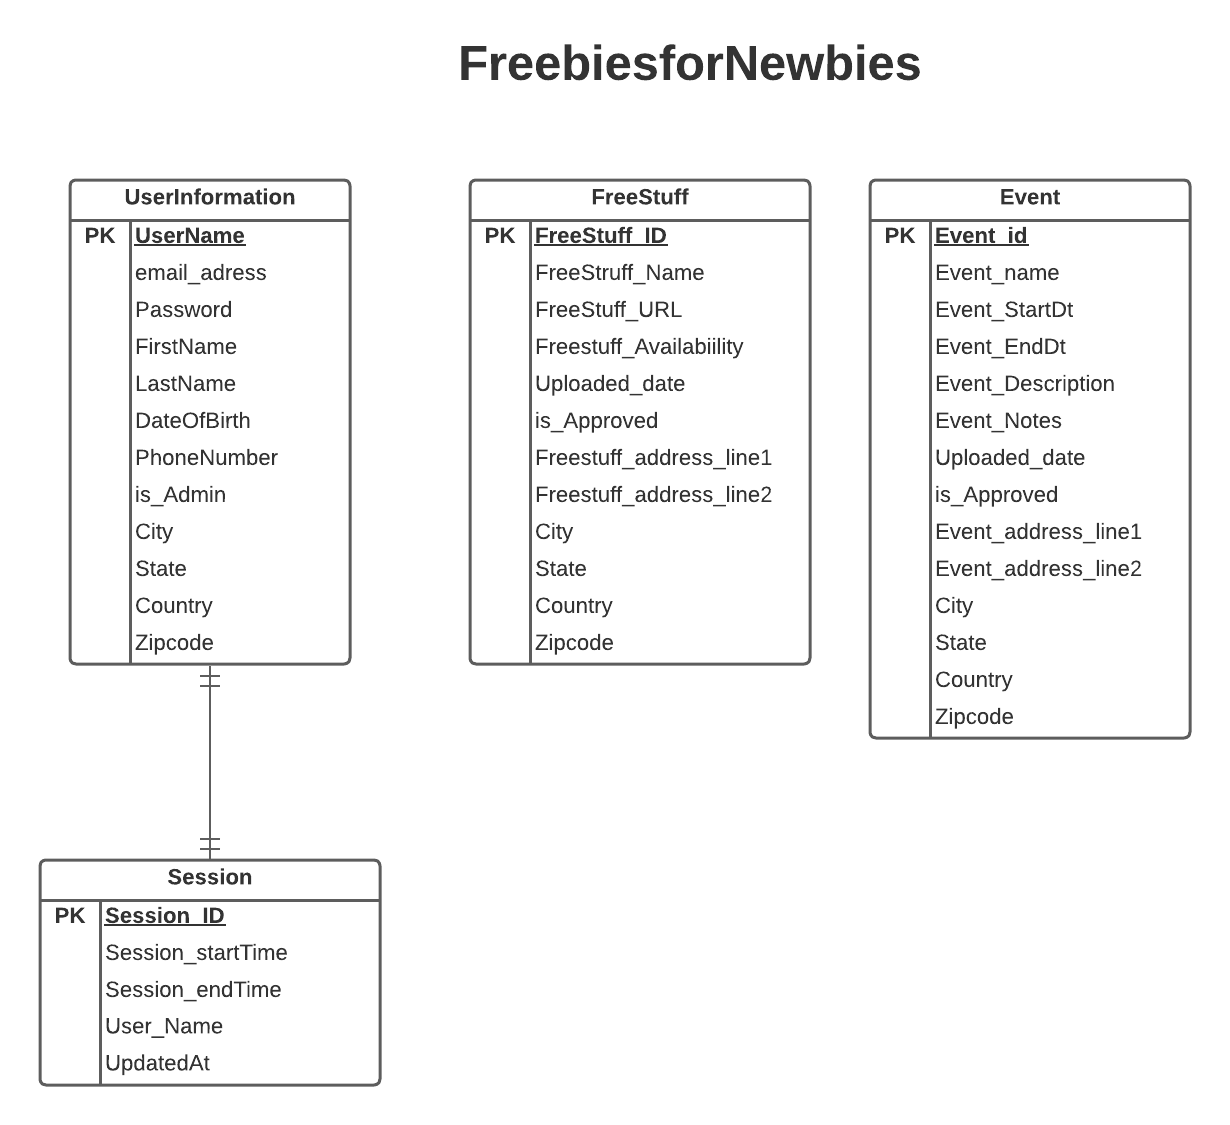 FreebiesforNewbies
UserInformation
PK UserName
email_adress
Password
FirstName
LastName
DateOfBirth
PhoneNumber
is_Admin
City
State
Country
Zipcode
FreeStuff
PK FreeStuff_ID
FreeStruff_Name
FreeStuff_URL
Freestuff_Availabiility
Uploaded_date
is_Approved
Freestuff_address_line1
Freestuff_address_line2
City
State
Country
Zipcode
Event
PK Event_id
Event_name
Event_StartDt
Event_EndDt
Event_Description
Event_Notes
Uploaded_date
is_Approved
Event_address_line1
Event_address_line2
City
State
Country
Zipcode
Session
PK Session_ID
Session_startTime
Session_endTime
User_Name
UpdatedAt